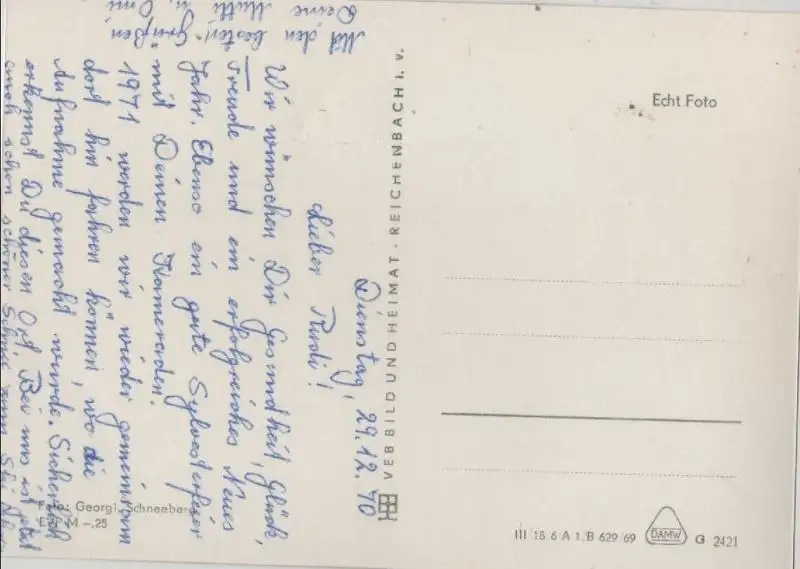 Dienstag, 29.12.70
Lieber Rudi!
Wir wünschen Dir Gesundheit, Glück,
Freude und ein erfolgreiches Neues
Jahr. Ebenso ein gute Sylvesterfeier
mit Deinen Kameraden.
1971 werden wir wieder gemeinsam
dort hin fahren können, wo die
Aufnahme gemacht wurde. Sicherlich
erkennst Du diesen Ort. Bei uns ist jetzt
auch schon schöner Schnee zum
Mit den besten Grüßen,
Deine Mutti u. Omi
VEB BILD UND HEIMAT · REICHENBACH I. V.
Echt Foto
Foto: Georgi, Schneeberg
EVP M –.25
III 18 6 A 1 B 629 69
DAMW
G 2421